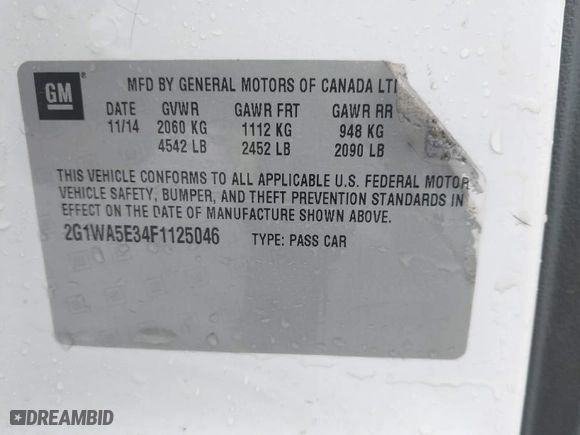 GM
MFD BY GENERAL MOTORS OF CANADA LT
DATE GVWR GAWR FRT GAWR RR
11/14 2060 KG 1112 KG 948 KG
4542 LB 2452 LB 2090 LB
THIS VEHICLE CONFORMS TO ALL APPLICABLE U.S. FEDERAL MOTOR
VEHICLE SAFETY, BUMPER, AND THEFT PREVENTION STANDARDS IN
EFFECT ON THE DATE OF MANUFACTURE SHOWN ABOVE.
2G1WA5E34F1125046 TYPE: PASS CAR
DREAMBID